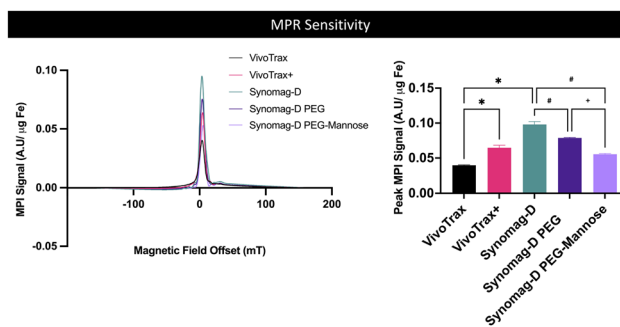 MPR Sensitivity
MPI Signal (A.U/ µg Fe)
0.10
0.05
0.00
-0.05
-100
0
100
200
Magnetic Field Offset (mT)
VivoTrax
VivoTrax+
Synomag-D
Synomag-D PEG
Synomag-D PEG-Mannose
Peak MPI Signal (A.U/ µg Fe)
0.15
0.10
0.05
0.00
*
*
#
#
+
VivoTrax
VivoTrax+
Synomag-D
Synomag-D PEG
Synomag-D PEG-Mannose